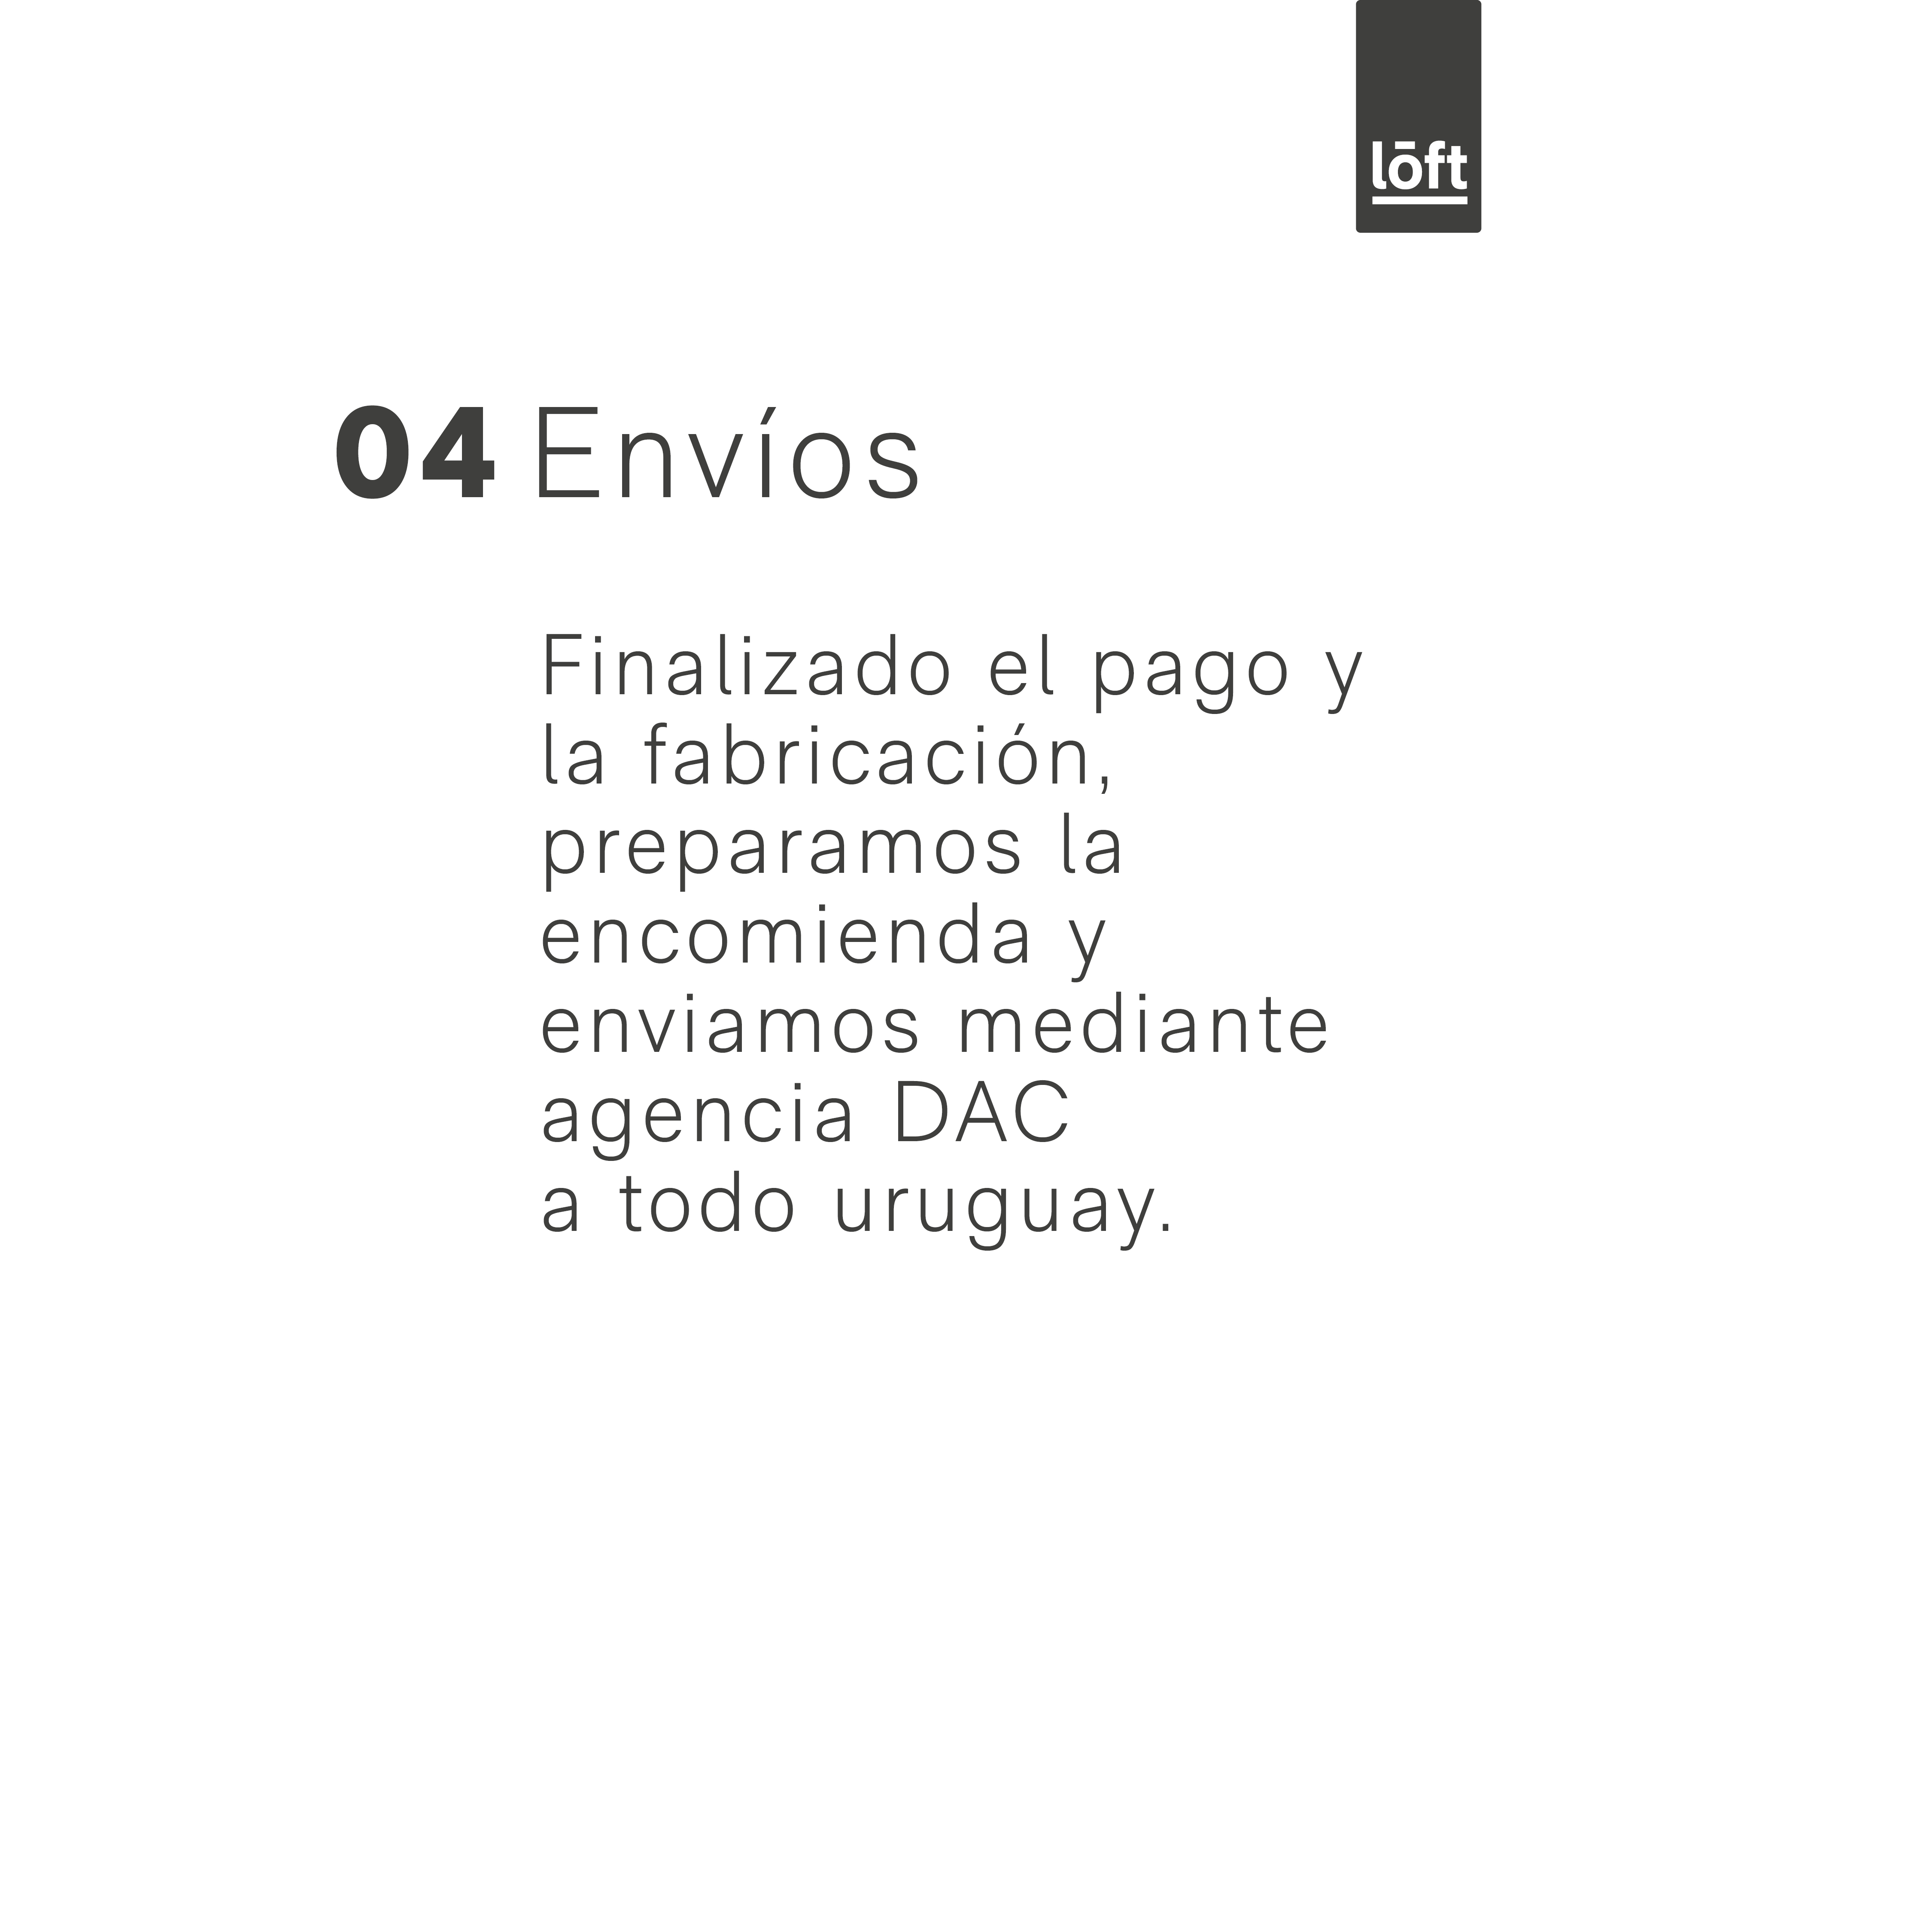 lōft
04 Envíos
Finalizado el pago y
la fabricación,
preparamos la
encomienda y
enviamos mediante
agencia DAC
a todo uruguay.